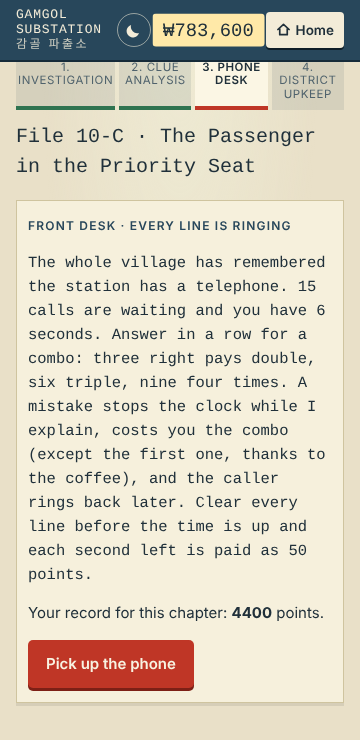 GAMGOL
SUBSTATION
감골 파출소
₩783,600
Home
1.
INVESTIGATION
2. CLUE
ANALYSIS
3. PHONE
DESK
4.
DISTRICT
UPKEEP
File 10-C · The Passenger
in the Priority Seat
FRONT DESK · EVERY LINE IS RINGING
The whole village has remembered
the station has a telephone. 15
calls are waiting and you have 6
seconds. Answer in a row for a
combo: three right pays double,
six triple, nine four times. A
mistake stops the clock while I
explain, costs you the combo
(except the first one, thanks to
the coffee), and the caller
rings back later. Clear every
line before the time is up and
each second left is paid as 50
points.
Your record for this chapter: 4400 points.
Pick up the phone